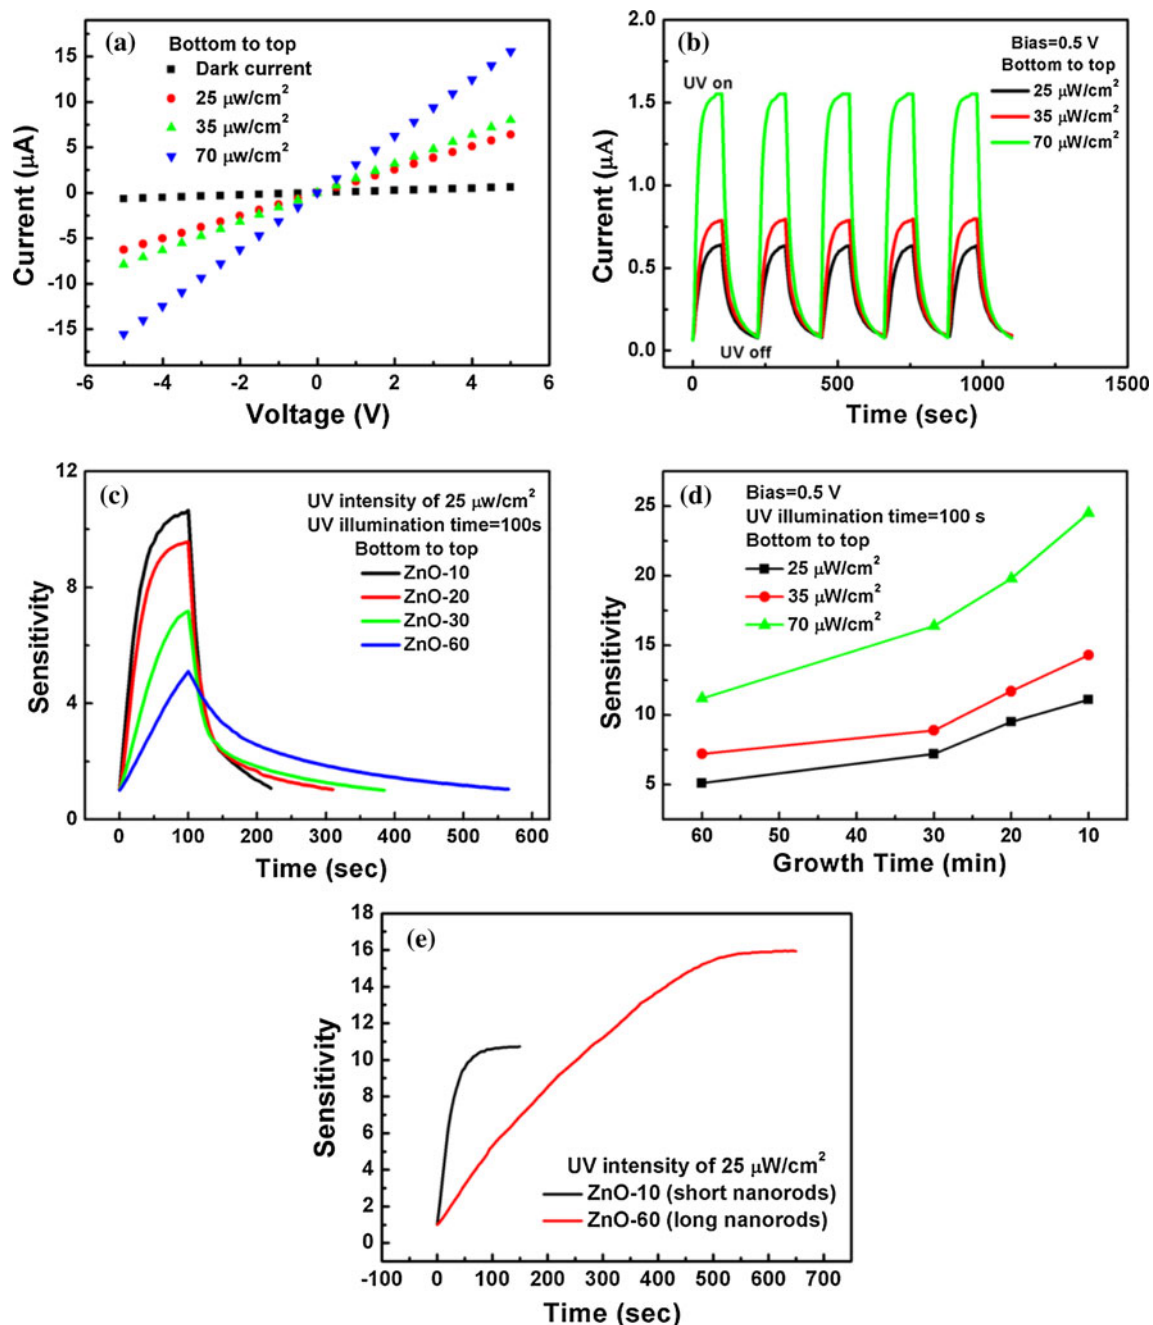 (a)
Bottom to top
Dark current
25 μw/cm²
35 μw/cm²
70 μw/cm²
15
10
5
0
-5
-10
-15
Current (μA)
-6 -4 -2 0 2 4 6
Voltage (V)
(b)
Bias=0.5 V
Bottom to top
25 μW/cm²
35 μW/cm²
70 μW/cm²
UV on
UV off
2.0
1.5
1.0
0.5
0.0
Current (μA)
0 500 1000 1500
Time (sec)
(c)
UV intensity of 25 μw/cm²
UV illumination time=100s
Bottom to top
ZnO-10
ZnO-20
ZnO-30
ZnO-60
12
8
4
0
Sensitivity
0 100 200 300 400 500 600
Time (sec)
(d)
Bias=0.5 V
UV illumination time=100 s
Bottom to top
25 μW/cm²
35 μW/cm²
70 μW/cm²
25
20
15
10
5
Sensitivity
60 50 40 30 20 10
Growth Time (min)
(e)
18
16
14
12
10
8
6
4
2
0
Sensitivity
UV intensity of 25 μW/cm²
ZnO-10 (short nanorods)
ZnO-60 (long nanorods)
-100 0 100 200 300 400 500 600 700
Time (sec)